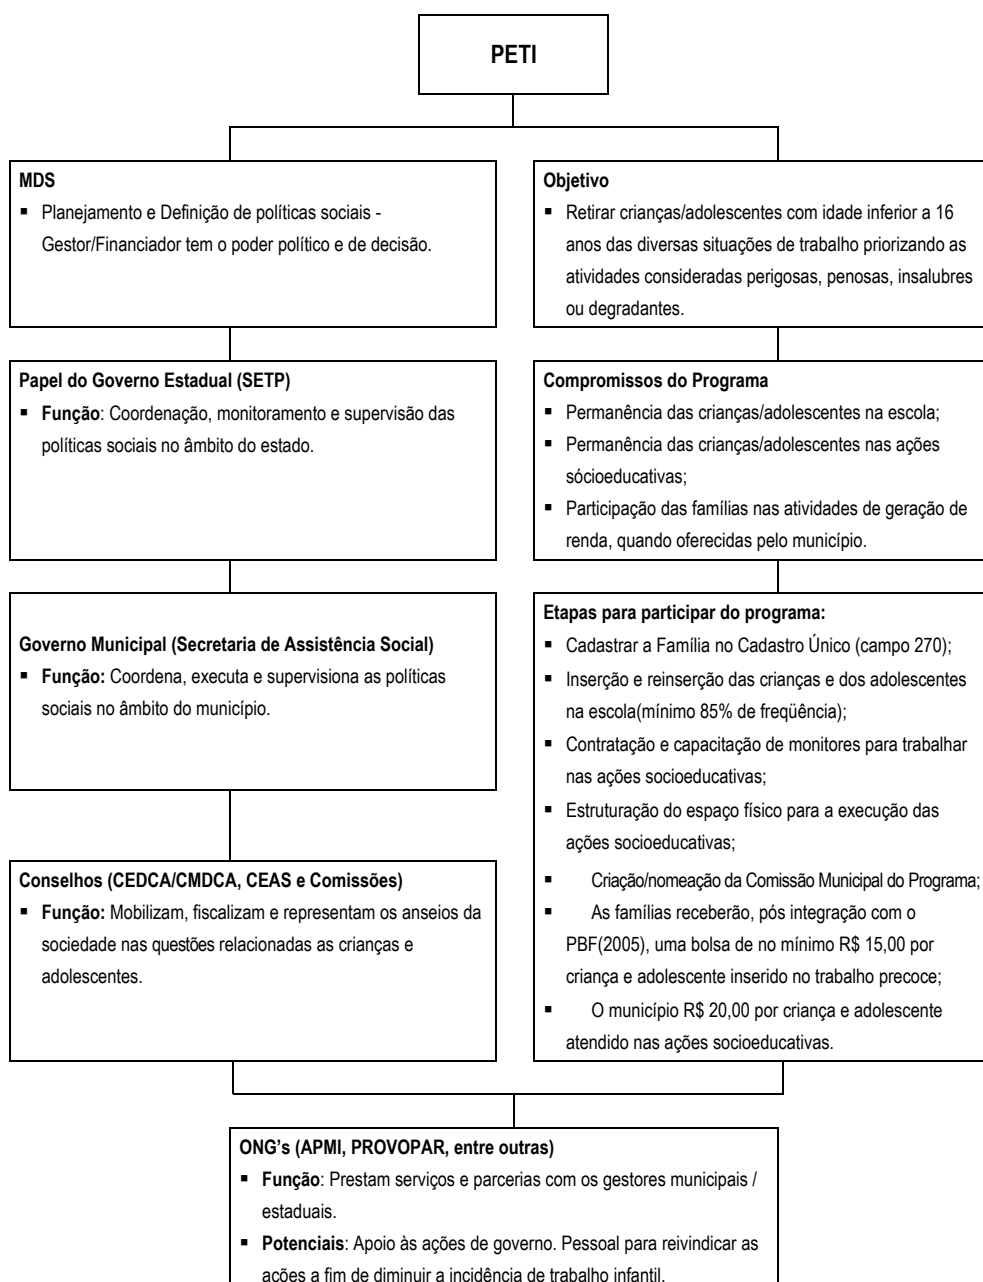 PETI
MDS
▪ Planejamento e Definição de políticas sociais -
Gestor/Financiador tem o poder político e de decisão.
Papel do Governo Estadual (SETP)
▪ Função: Coordenação, monitoramento e supervisão das
políticas sociais no âmbito do estado.
Governo Municipal (Secretaria de Assistência Social)
▪ Função: Coordena, executa e supervisiona as políticas
sociais no âmbito do município.
Conselhos (CEDCA/CMDCA, CEAS e Comissões)
▪ Função: Mobilizam, fiscalizam e representam os anseios da
sociedade nas questões relacionadas as crianças e
adolescentes.
Objetivo
▪ Retirar crianças/adolescentes com idade inferior a 16
anos das diversas situações de trabalho priorizando as
atividades consideradas perigosas, penosas, insalubres
ou degradantes.
Compromissos do Programa
▪ Permanência das crianças/adolescentes na escola;
▪ Permanência das crianças/adolescentes nas ações
sócioeducativas;
▪ Participação das famílias nas atividades de geração de
renda, quando oferecidas pelo município.
Etapas para participar do programa:
▪ Cadastrar a Família no Cadastro Único (campo 270);
▪ Inserção e reinserção das crianças e dos adolescentes
na escola(mínimo 85% de freqüência);
▪ Contratação e capacitação de monitores para trabalhar
nas ações socioeducativas;
▪ Estruturação do espaço físico para a execução das
ações socioeducativas;
▪ Criação/nomeação da Comissão Municipal do Programa;
▪ As famílias receberão, pós integração com o
PBF(2005), uma bolsa de no mínimo R$ 15,00 por
criança e adolescente inserido no trabalho precoce;
▪ O município R$ 20,00 por criança e adolescente
atendido nas ações socioeducativas.
ONG's (APMI, PROVOPAR, entre outras)
▪ Função: Prestam serviços e parcerias com os gestores municipais /
estaduais.
▪ Potenciais: Apoio às ações de governo. Pessoal para reivindicar as
ações a fim de diminuir a incidência de trabalho infantil.